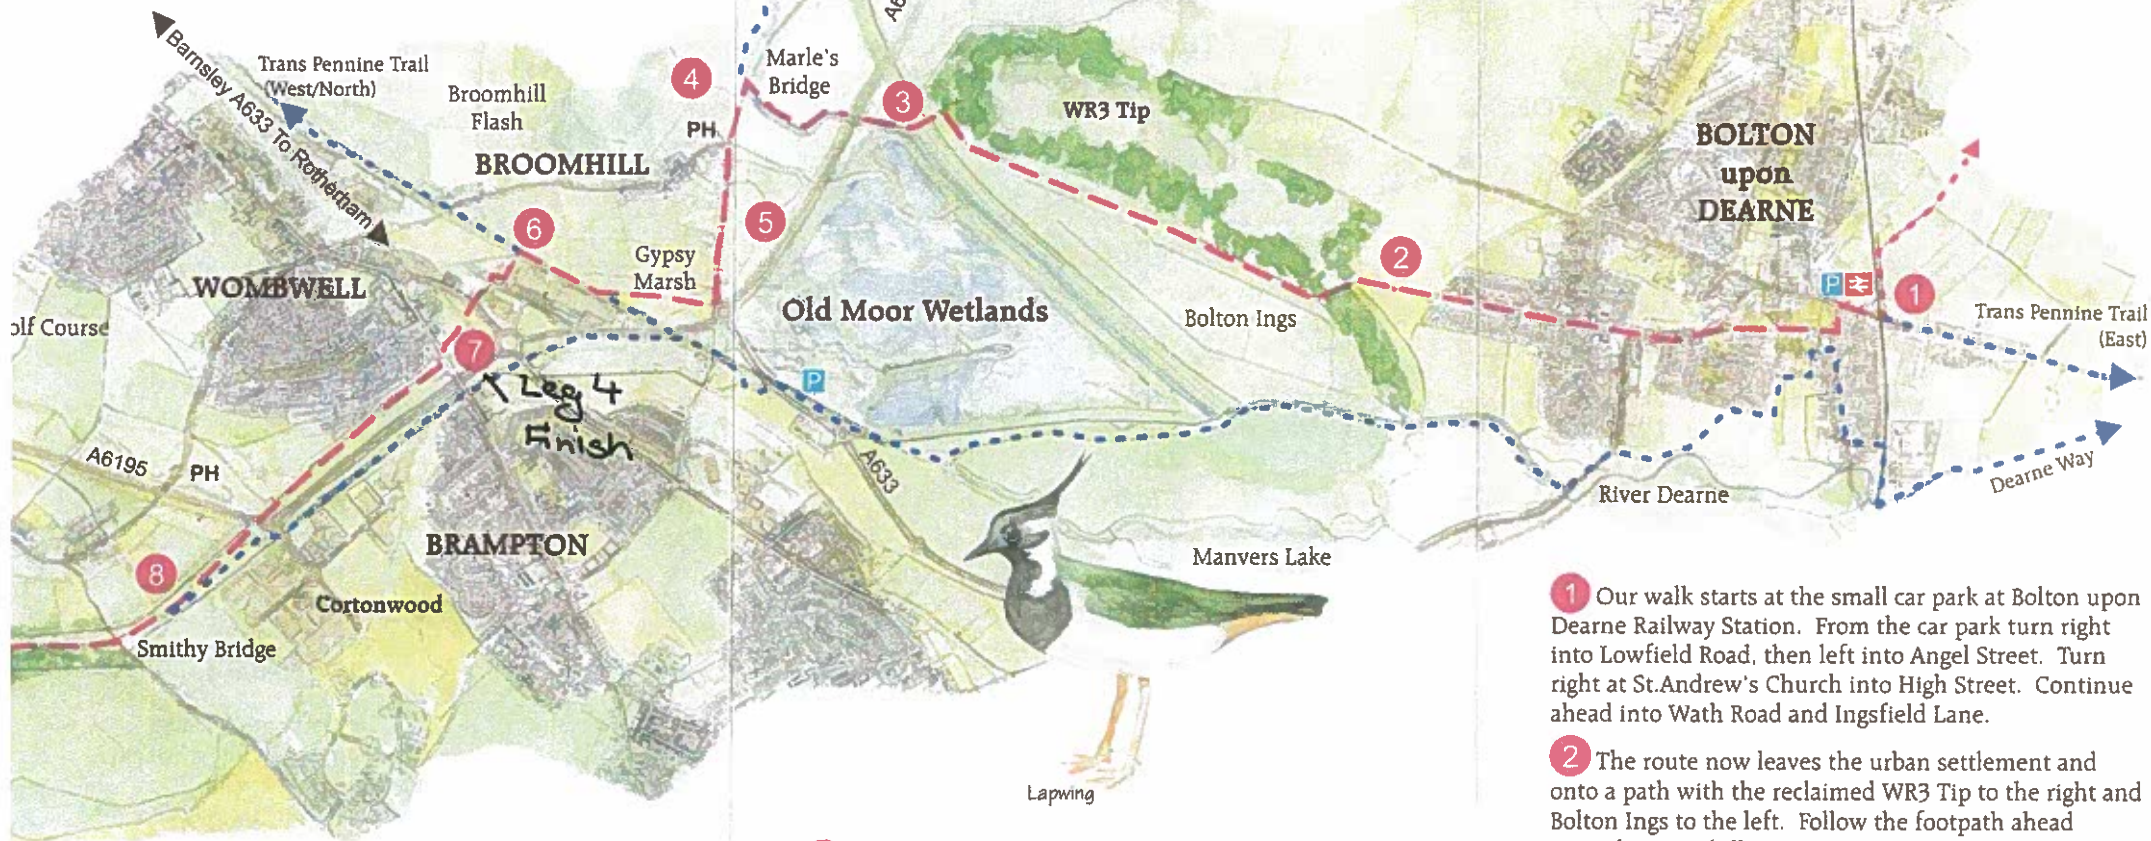 A6
Barnsley A633 To Rotherham
Trans Pennine Trail
(West/North)
Broomhill
Flash
BROOMHILL
4
PH
Marle's
Bridge
3
WR3 Tip
BOLTON
upon
DEARNE
6
5
Gypsy
Marsh
WOMBWELL
Old Moor Wetlands
2
Bolton Ings
P
1
Trans Pennine Trail
(East)
olf Course
7
P
Leg 4
Finish
A6195
PH
A633
River Dearne
Dearne Way
BRAMPTON
Manvers Lake
8
Cortonwood
Smithy Bridge
Lapwing
1 Our walk starts at the small car park at Bolton upon
Dearne Railway Station. From the car park turn right
into Lowfield Road, then left into Angel Street. Turn
right at St.Andrew's Church into High Street. Continue
ahead into Wath Road and Ingsfield Lane.
2 The route now leaves the urban settlement and
onto a path with the reclaimed WR3 Tip to the right and
Bolton Ings to the left. Follow the footpath ahead